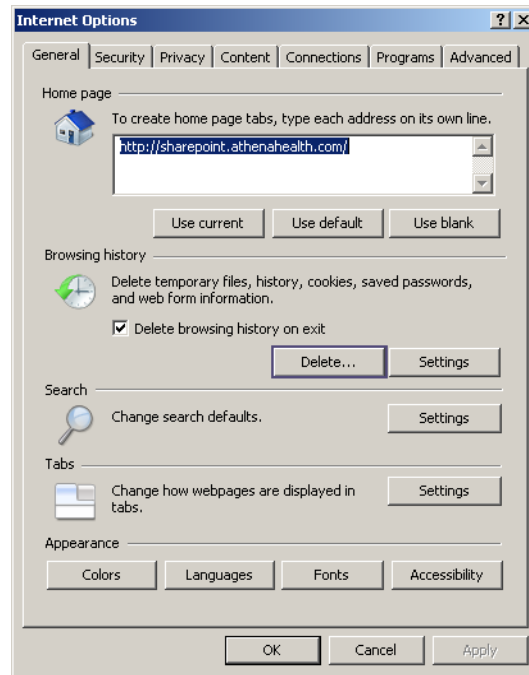 Internet Options
General Security Privacy Content Connections Programs Advanced
Home page
To create home page tabs, type each address on its own line.
http://sharepoint.athenahealth.com/
Use current Use default Use blank
Browsing history
Delete temporary files, history, cookies, saved passwords,
and web form information.
Delete browsing history on exit
Delete... Settings
Search
Change search defaults.
Settings
Tabs
Change how webpages are displayed in
tabs.
Settings
Appearance
Colors Languages Fonts Accessibility
OK Cancel Apply